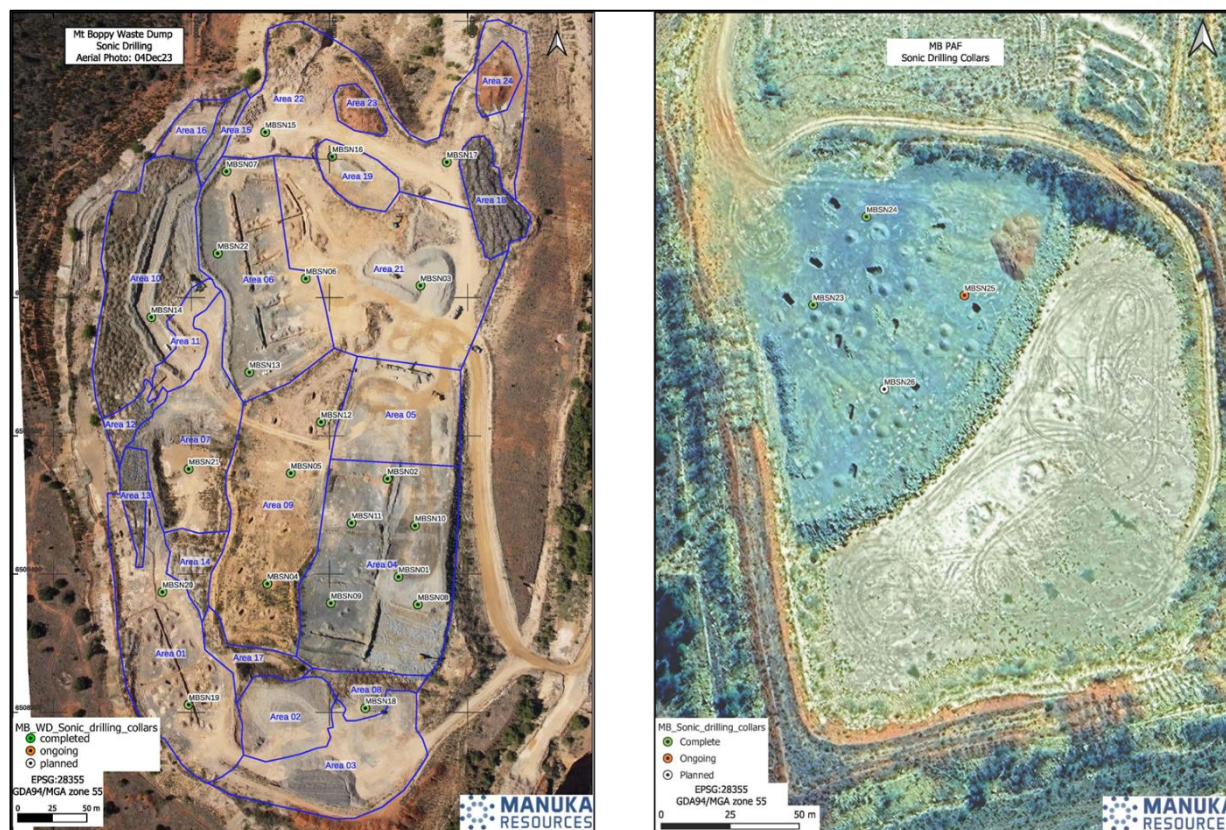 Mt Boppy Waste Dump
Sonic Drilling
Aerial Photo: 04Dec23
Area 24
Area 22
Area 23
Area 16
Area 15
MBSN15
MBSN16
MBSN17
MBSN07
Area 19
Area 18
MBSN22
Area 10
Area 06
MBSN06
Area 21
MBSN03
MBSN14
Area 11
MBSN13
Area 12
MBSN12
Area 05
Area 07
MBSN21
MBSN05
MBSN02
Area 13
Area 09
MBSN11
MBSN10
Area 14
Area 04
MBSN20
MBSN04
MBSN01
MBSN09
MBSN08
Area 01
Area 17
MBSN19
Area 08
MBSN18
Area 02
Area 03
MB_WD_Sonic_drilling_collars
completed
ongoing
planned
EPSG:28355
GDA94/MGA zone 55
0 25 50 m
MANUKA
RESOURCES
MB PAF
Sonic Drilling Collars
MBSN24
MBSN23
MBSN25
MBSN26
MB_Sonic_drilling_collars
Complete
Ongoing
Planned
EPSG:28355
GDA94/MGA zone 55
0 25 50 m
MANUKA
RESOURCES